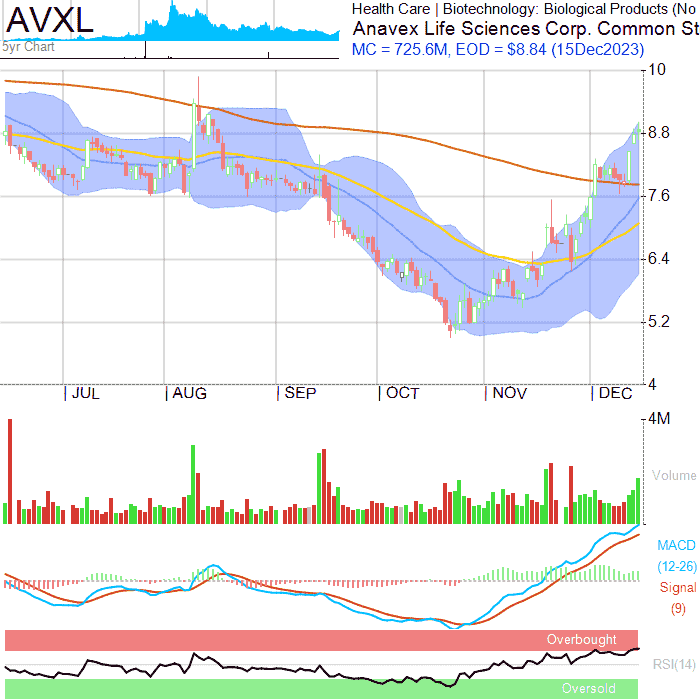 AVXL
5yr Chart
Health Care | Biotechnology: Biological Products (No
Anavex Life Sciences Corp. Common St
MC = 725.6M, EOD = $8.84 (15Dec2023)
10
8.8
7.6
6.4
5.2
4
JUL
AUG
SEP
OCT
NOV
DEC
4M
Volume
MACD
(12-26)
Signal
(9)
Overbought
RSI(14)
Oversold